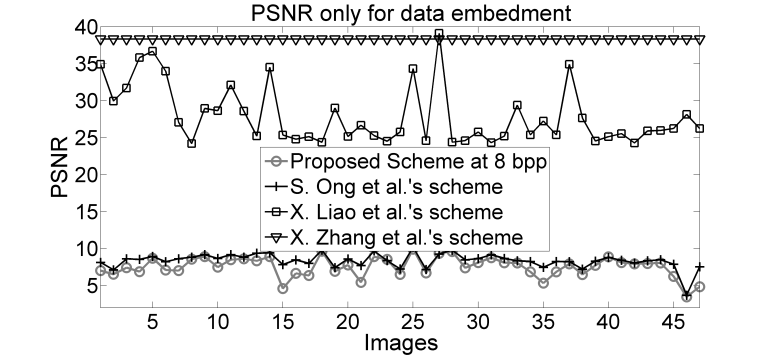 PSNR only for data embedment
40
35
30
25
20
15
10
5
PSNR
Proposed Scheme at 8 bpp
S. Ong et al.'s scheme
X. Liao et al.'s scheme
X. Zhang et al.'s scheme
5 10 15 20 25 30 35 40 45
Images